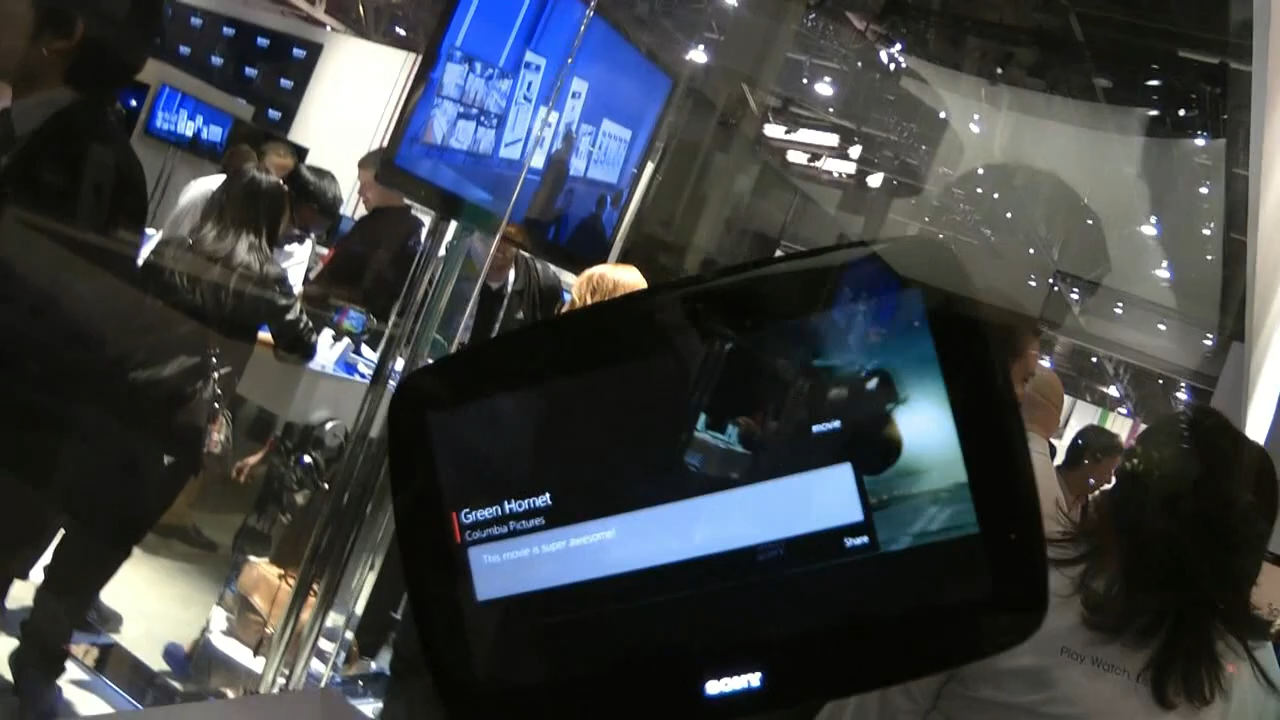 movie
Green Hornet
Columbia Pictures
This movie is super awesome!
Share
SONY
Play Watch